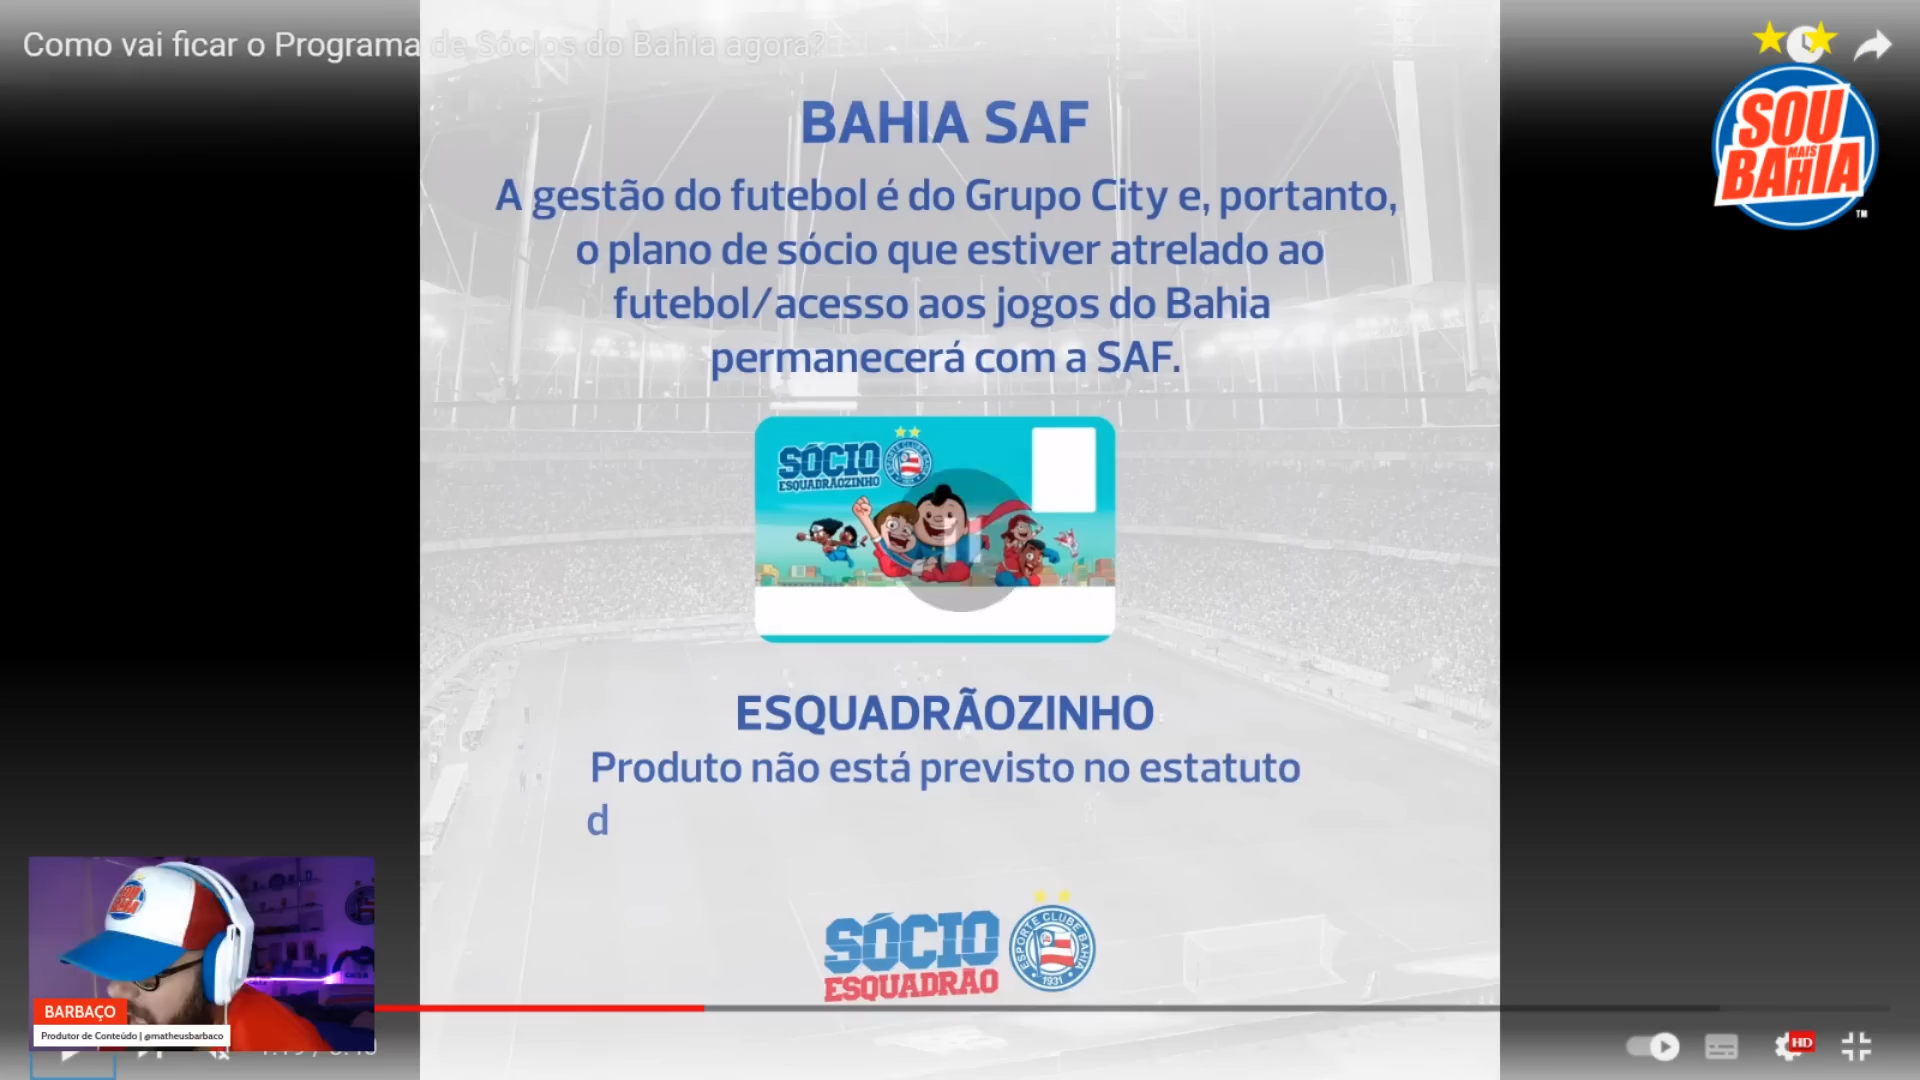 Como vai ficar o Programa de Sócios do Bahia agora?
SOU
MAIS
BAHIA
TM
BAHIA SAF
A gestão do futebol é do Grupo City e, portanto,
o plano de sócio que estiver atrelado ao
futebol/acesso aos jogos do Bahia
permanecerá com a SAF.
SÓCIO
ESQUADRÃOZINHO
ESQUADRÃOZINHO
Produto não está previsto no estatuto
d
SÓCIO
ESQUADRÃO
ESPORTE CLUBE BAHIA
1931
BARBAÇO
Produtor de Conteúdo | @matheusbarbaco
HD